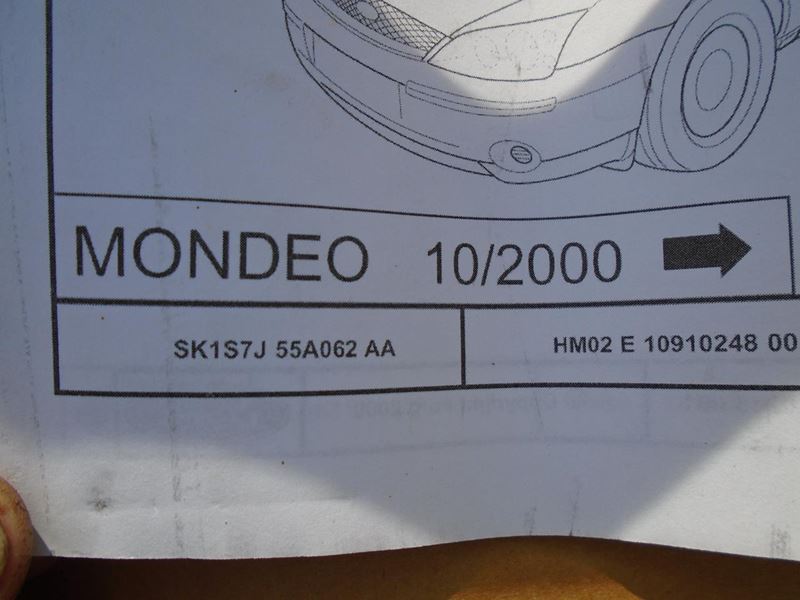 MONDEO 10/2000
SK1S7J 55A062 AA
HM02 E 10910248 00